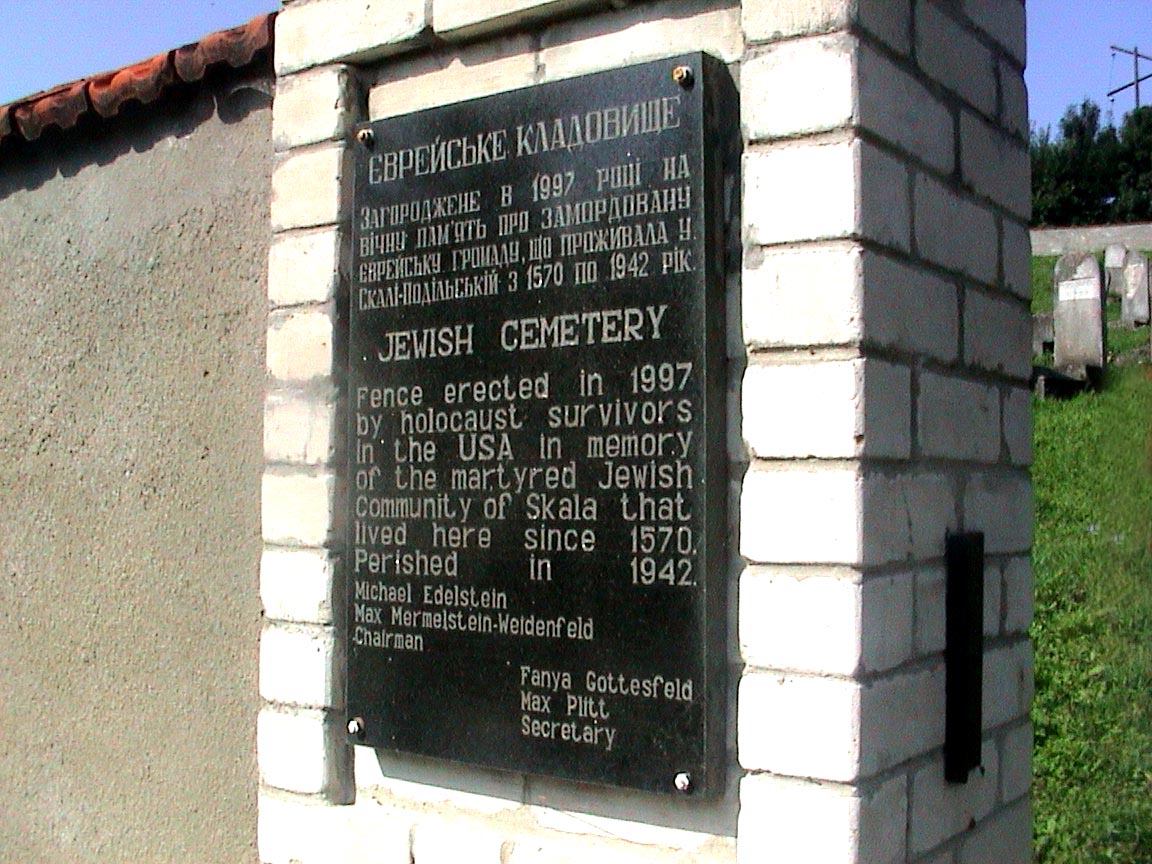 ЄВРЕЙСЬКЕ КЛАДОВИЩЕ
ЗАГОРОДЖЕНЕ В 1997 РОЦІ НА
ВІЧНУ ПАМ'ЯТЬ ПРО ЗАМОРДОВАНУ
ЄВРЕЙСЬКУ ГРОМАДУ, ЩО ПРОЖИВАЛА У
СКАЛІ-ПОДІЛЬСЬКІЙ З 1570 ПО 1942 РІК.
JEWISH CEMETERY
Fence erected in 1997
by holocaust survivors
in the USA in memory
of the martyred Jewish
Community of Skala that
lived here since 1570.
Perished in 1942.
Michael Edelstein
Max Mermelstein-Weidenfeld
Chairman
Fanya Gottesfeld
Max Plitt
Secretary